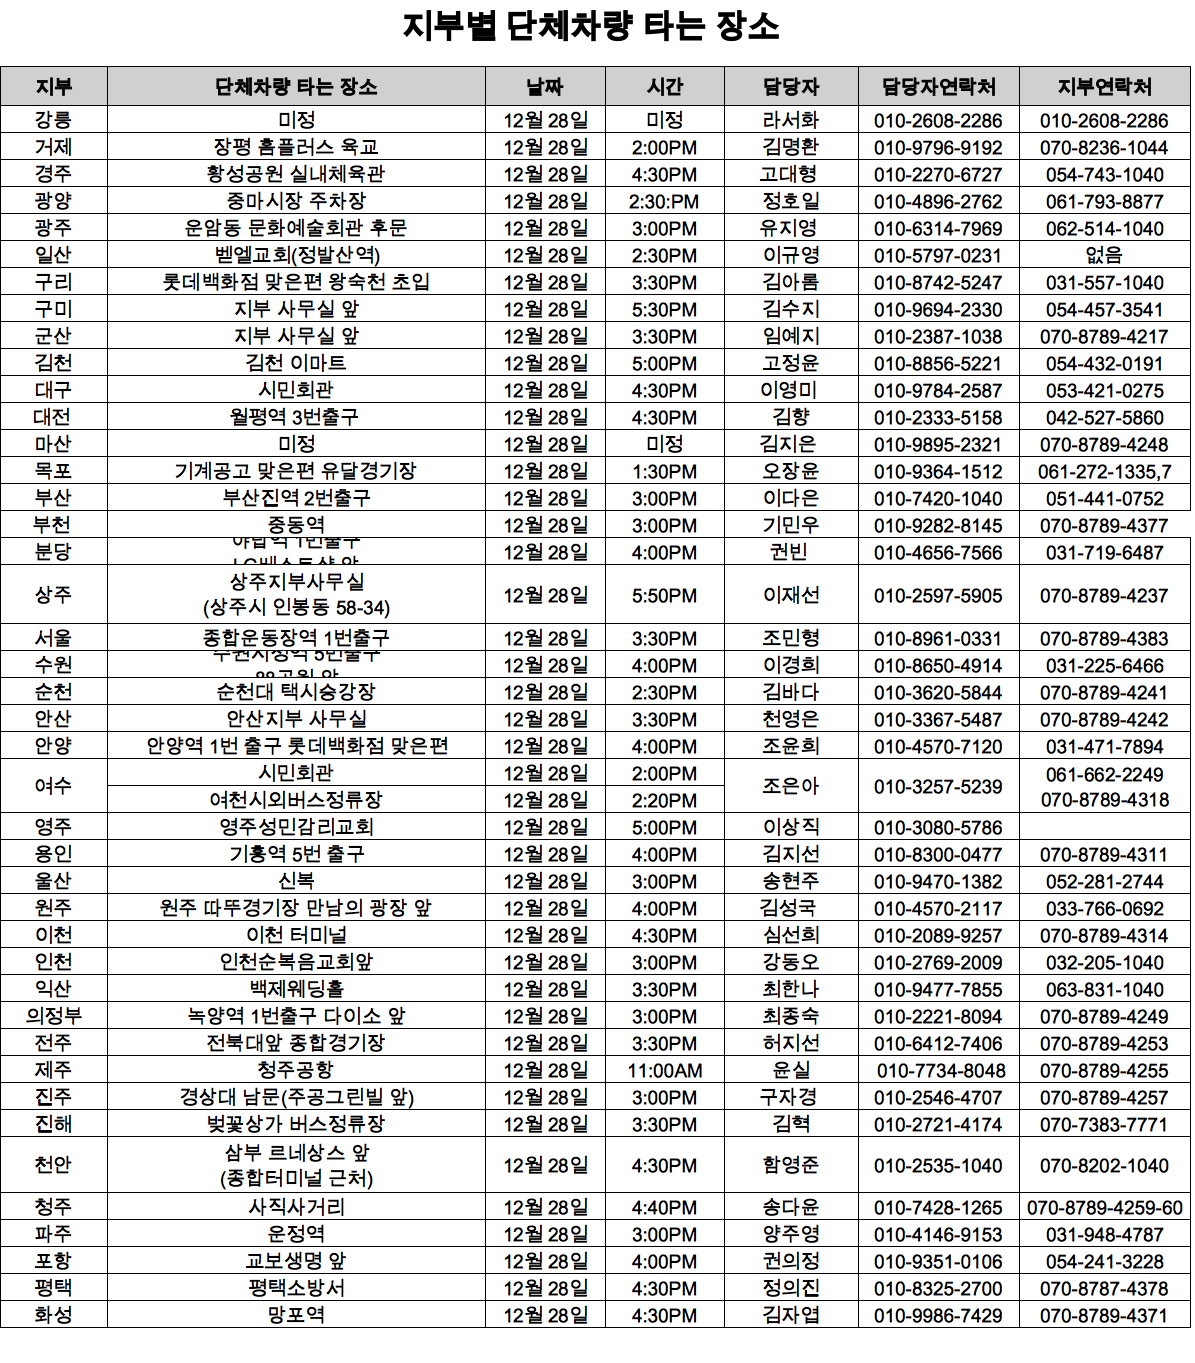 지부별 단체차량 타는 장소
지부 단체차량 타는 장소 날짜 시간 담당자 담당자연락처 지부연락처
강릉 미정 12월 28일 미정 라서화 010-2608-2286 010-2608-2286
거제 장평 홈플러스 육교 12월 28일 2:00PM 김명환 010-9796-9192 070-8236-1044
경주 황성공원 실내체육관 12월 28일 4:30PM 고대형 010-2270-6727 054-743-1040
광양 중마시장 주차장 12월 28일 2:30:PM 정호일 010-4896-2762 061-793-8877
광주 운암동 문화예술회관 후문 12월 28일 3:00PM 유지영 010-6314-7969 062-514-1040
일산 벧엘교회(정발산역) 12월 28일 2:30PM 이규영 010-5797-0231 없음
구리 롯데백화점 맞은편 왕숙천 초입 12월 28일 3:30PM 김아롬 010-8742-5247 031-557-1040
구미 지부 사무실 앞 12월 28일 5:30PM 김수지 010-9694-2330 054-457-3541
군산 지부 사무실 앞 12월 28일 3:30PM 임예지 010-2387-1038 070-8789-4217
김천 김천 이마트 12월 28일 5:00PM 고정윤 010-8856-5221 054-432-0191
대구 시민회관 12월 28일 4:30PM 이영미 010-9784-2587 053-421-0275
대전 월평역 3번출구 12월 28일 4:30PM 김향 010-2333-5158 042-527-5860
마산 미정 12월 28일 미정 김지은 010-9895-2321 070-8789-4248
목포 기계공고 맞은편 유달경기장 12월 28일 1:30PM 오장윤 010-9364-1512 061-272-1335,7
부산 부산진역 2번출구 12월 28일 3:00PM 이다은 010-7420-1040 051-441-0752
부천 중동역 12월 28일 3:00PM 기민우 010-9282-8145 070-8789-4377
분당 야탑역 1번출구 12월 28일 4:00PM 권빈 010-4656-7566 031-719-6487
상주 상주지부사무실
(상주시 인봉동 58-34) 12월 28일 5:50PM 이재선 010-2597-5905 070-8789-4237
서울 종합운동장역 1번출구 12월 28일 3:30PM 조민형 010-8961-0331 070-8789-4383
수원 12월 28일 4:00PM 이경희 010-8650-4914 031-225-6466
순천 순천대 택시승강장 12월 28일 2:30PM 김바다 010-3620-5844 070-8789-4241
안산 안산지부 사무실 12월 28일 3:30PM 천영은 010-3367-5487 070-8789-4242
안양 안양역 1번 출구 롯데백화점 맞은편 12월 28일 4:00PM 조윤희 010-4570-7120 031-471-7894
여수 시민회관 12월 28일 2:00PM 조은아 010-3257-5239 061-662-2249
여천시외버스정류장 12월 28일 2:20PM 070-8789-4318
영주 영주성민감리교회 12월 28일 5:00PM 이상직 010-3080-5786
용인 기흥역 5번 출구 12월 28일 4:00PM 김지선 010-8300-0477 070-8789-4311
울산 신복 12월 28일 3:00PM 송현주 010-9470-1382 052-281-2744
원주 원주 따뚜경기장 만남의 광장 앞 12월 28일 4:00PM 김성국 010-4570-2117 033-766-0692
이천 이천 터미널 12월 28일 4:30PM 심선희 010-2089-9257 070-8789-4314
인천 인천순복음교회앞 12월 28일 3:00PM 강동오 010-2769-2009 032-205-1040
익산 백제웨딩홀 12월 28일 3:30PM 최한나 010-9477-7855 063-831-1040
의정부 녹양역 1번출구 다이소 앞 12월 28일 3:00PM 최종숙 010-2221-8094 070-8789-4249
전주 전북대앞 종합경기장 12월 28일 3:30PM 허지선 010-6412-7406 070-8789-4253
제주 청주공항 12월 28일 11:00AM 윤실 010-7734-8048 070-8789-4255
진주 경상대 남문(주공그린빌 앞) 12월 28일 3:00PM 구자경 010-2546-4707 070-8789-4257
진해 벚꽃상가 버스정류장 12월 28일 3:30PM 김혁 010-2721-4174 070-7383-7771
천안 삼부 르네상스 앞
(종합터미널 근처) 12월 28일 4:30PM 함영준 010-2535-1040 070-8202-1040
청주 사직사거리 12월 28일 4:40PM 송다윤 010-7428-1265 070-8789-4259-60
파주 운정역 12월 28일 3:00PM 양주영 010-4146-9153 031-948-4787
포항 교보생명 앞 12월 28일 4:00PM 권의정 010-9351-0106 054-241-3228
평택 평택소방서 12월 28일 4:30PM 정의진 010-8325-2700 070-8787-4378
화성 망포역 12월 28일 4:30PM 김자엽 010-9986-7429 070-8789-4371